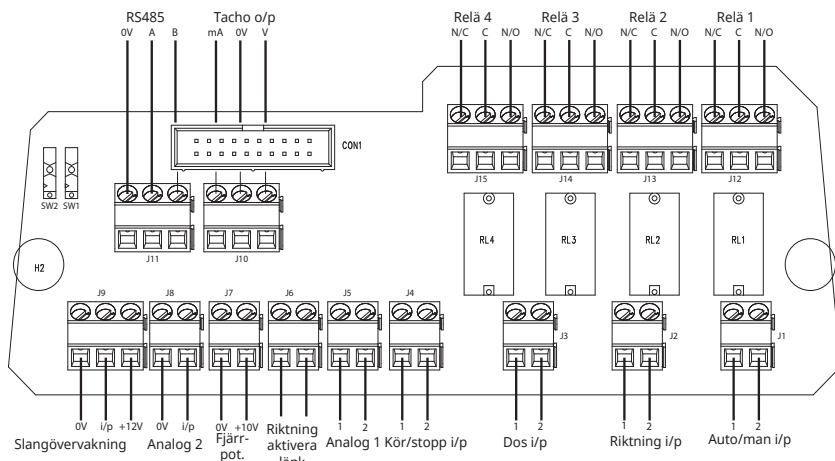 RS485 Tacho o/p Relä 4 Relä 3 Relä 2 Relä 1
0V A B mA 0V V N/C C N/O N/C C N/O N/C C N/O N/C C N/O
CON1
J15 J14 J13 J12
SW2 SW1
RL4 RL3 RL2 RL1
J11 J10
H2
J9 J8 J7 J6 J5 J4
J3 J2 J1
0V i/p +12V 0V i/p 0V +10V 1 2 1 2 1 2 1 2 1 2
Slangövervakning Analog 2 Fjärr-
pot.
Riktning
aktivera
länk
Analog 1 Kör/stopp i/p Dos i/p Riktning i/p Auto/man i/p